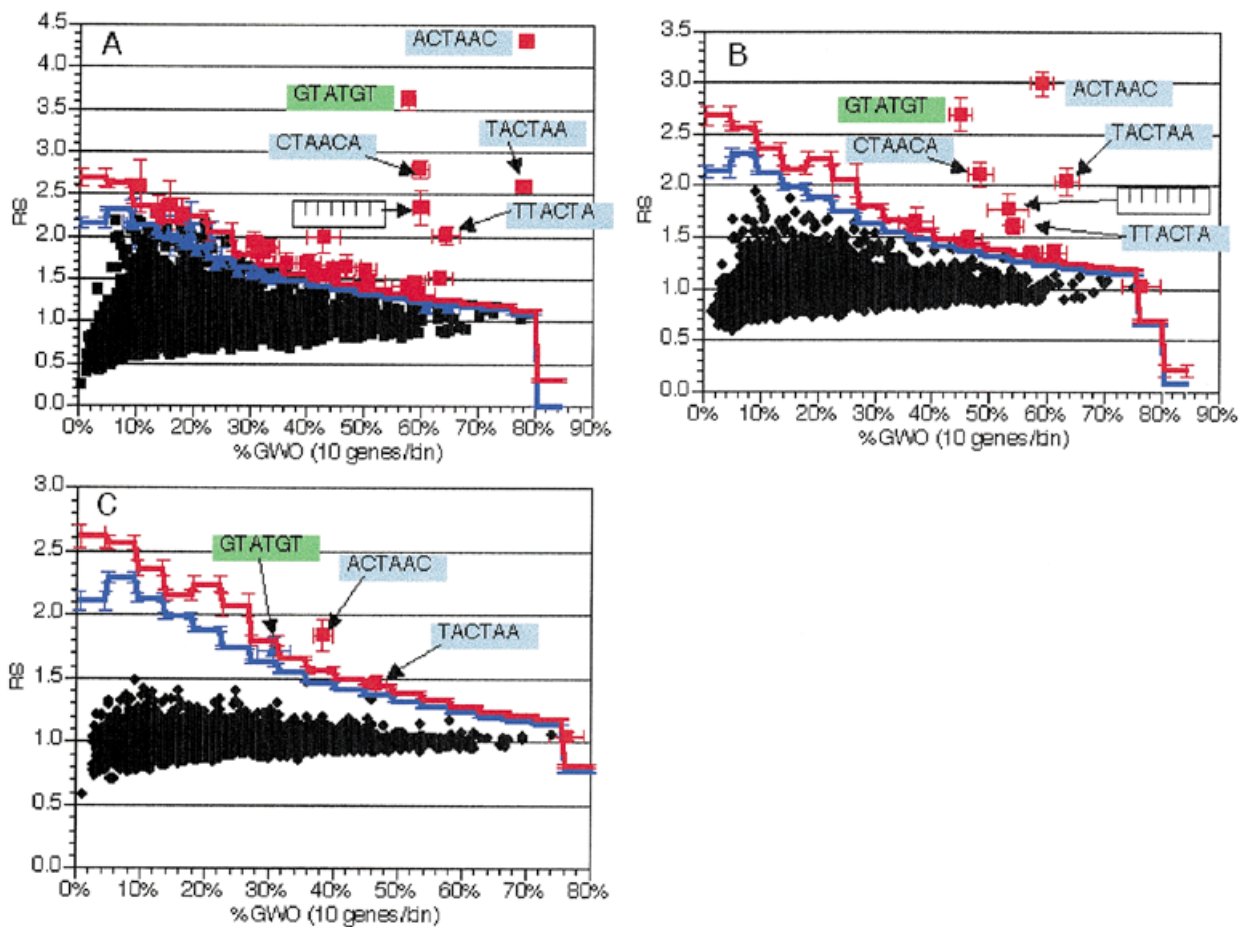 A
4.5
4.0
3.5
3.0
2.5
2.0
1.5
1.0
0.5
0.0
RS
ACTAAC
GTATGT
CTAACA
TACTAA
TTACTA
0% 10% 20% 30% 40% 50% 60% 70% 80% 90%
%GWO (10 genes/bin)
B
3.5
3.0
2.5
2.0
1.5
1.0
0.5
0.0
RS
ACTAAC
GTATGT
TACTAA
CTAACA
TTACTA
0% 10% 20% 30% 40% 50% 60% 70% 80% 90%
%GWO (10 genes/bin)
C
3.0
2.5
2.0
1.5
1.0
0.5
0.0
RS
GTATGT
ACTAAC
TACTAA
0% 10% 20% 30% 40% 50% 60% 70% 80%
%GWO (10 genes/bin)